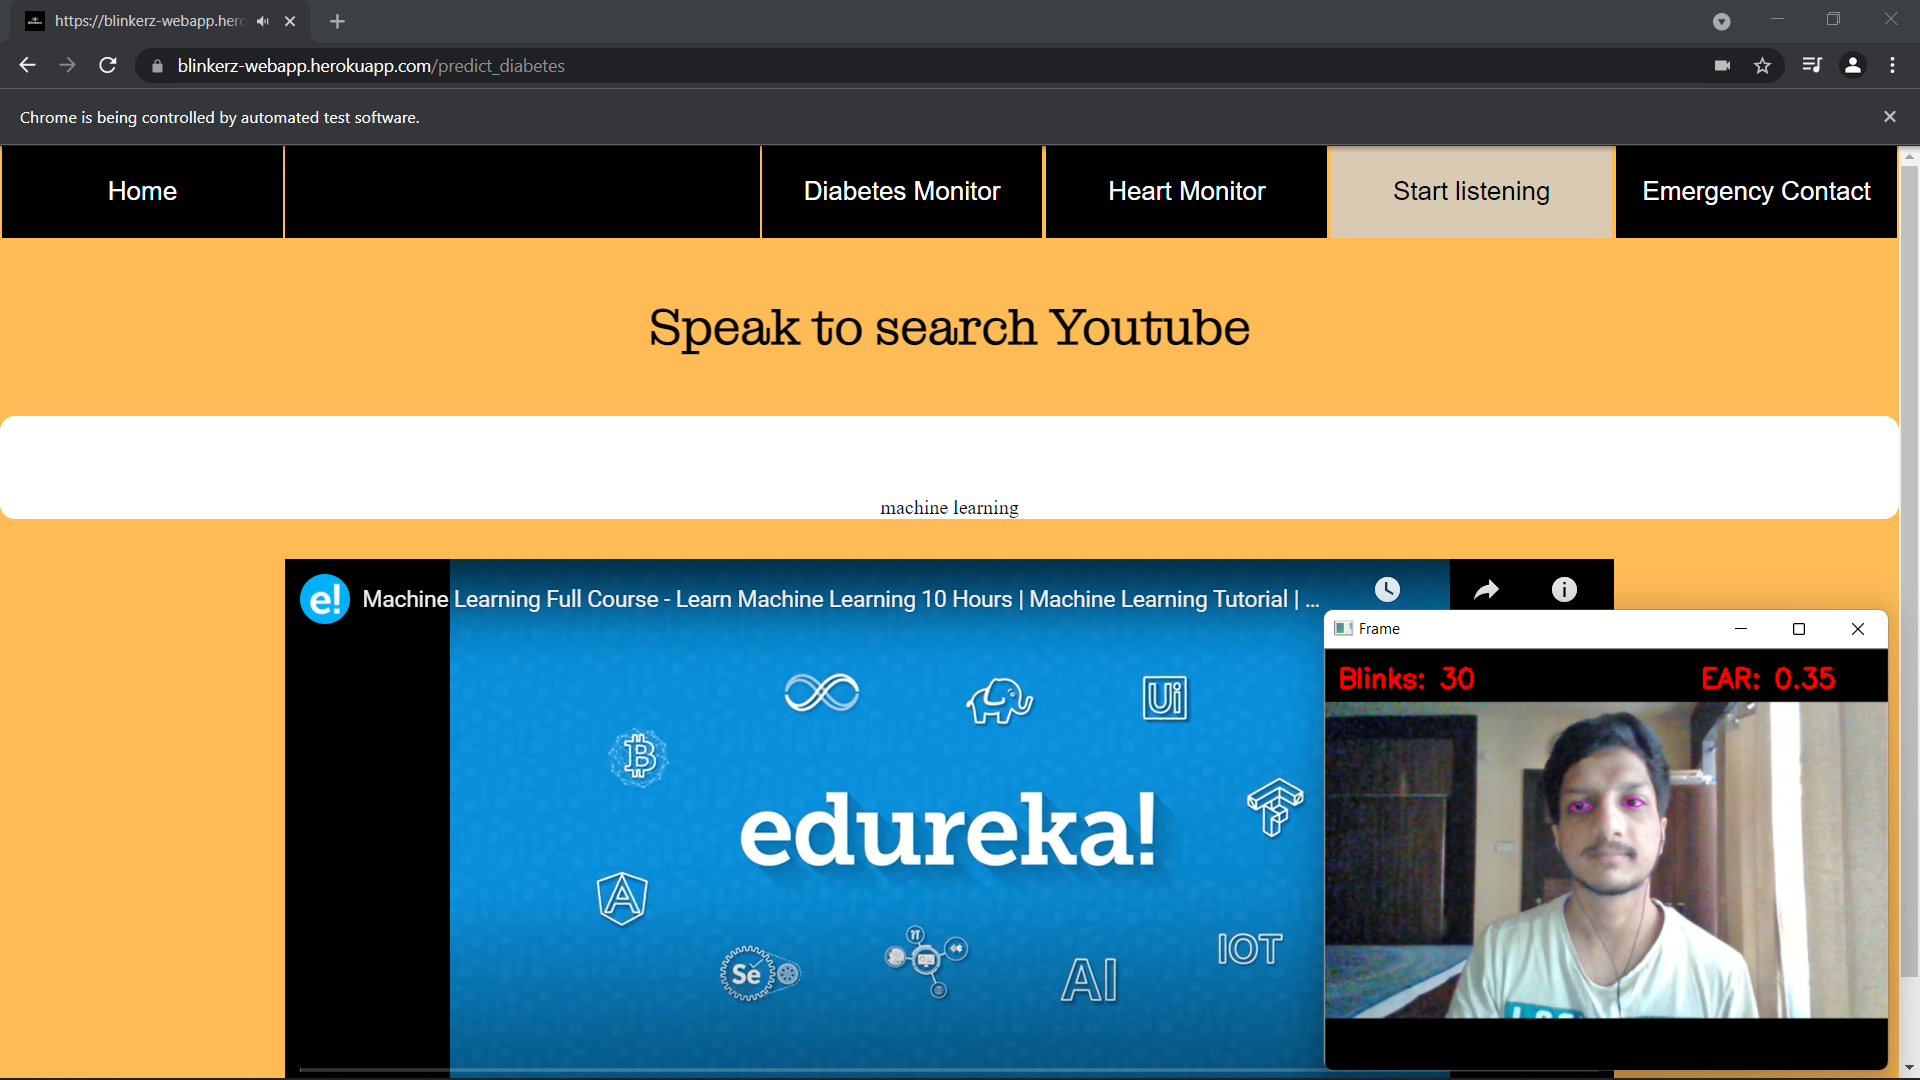 https://blinkerz-webapp.hero
blinkerz-webapp.herokuapp.com/predict_diabetes
Chrome is being controlled by automated test software.
Home
Diabetes Monitor
Heart Monitor
Start listening
Emergency Contact
Speak to search Youtube
machine learning
e!
Machine Learning Full Course - Learn Machine Learning 10 Hours | Machine Learning Tutorial | ...
Frame
Blinks: 30
EAR: 0.35
Ui
edureka!
Se
AI
IOT